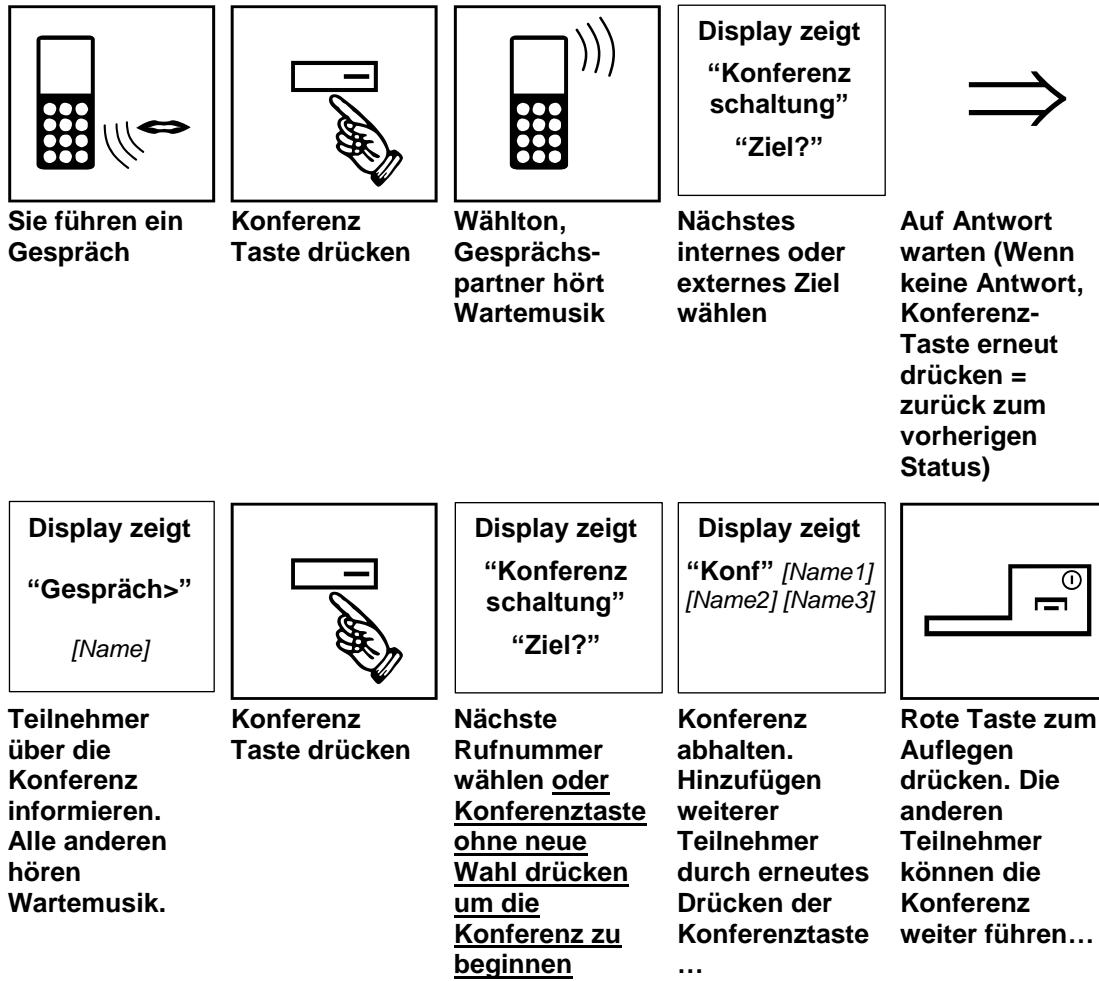 Display zeigt
“Konferenz
schaltung”
“Ziel?”
Sie führen ein
Gespräch
Konferenz
Taste drücken
Wählton,
Gesprächs-
partner hört
Wartemusik
Nächstes
internes oder
externes Ziel
wählen
Auf Antwort
warten (Wenn
keine Antwort,
Konferenz-
Taste erneut
drücken =
zurück zum
vorherigen
Status)
Display zeigt
“Gespräch>”
[Name]
Display zeigt
“Konferenz
schaltung”
“Ziel?”
Display zeigt
“Konf” [Name1]
[Name2] [Name3]
Teilnehmer
über die
Konferenz
informieren.
Alle anderen
hören
Wartemusik.
Konferenz
Taste drücken
Nächste
Rufnummer
wählen oder
Konferenztaste
ohne neue
Wahl drücken
um die
Konferenz zu
beginnen
Konferenz
abhalten.
Hinzufügen
weiterer
Teilnehmer
durch erneutes
Drücken der
Konferenztaste
…
Rote Taste zum
Auflegen
drücken. Die
anderen
Teilnehmer
können die
Konferenz
weiter führen…